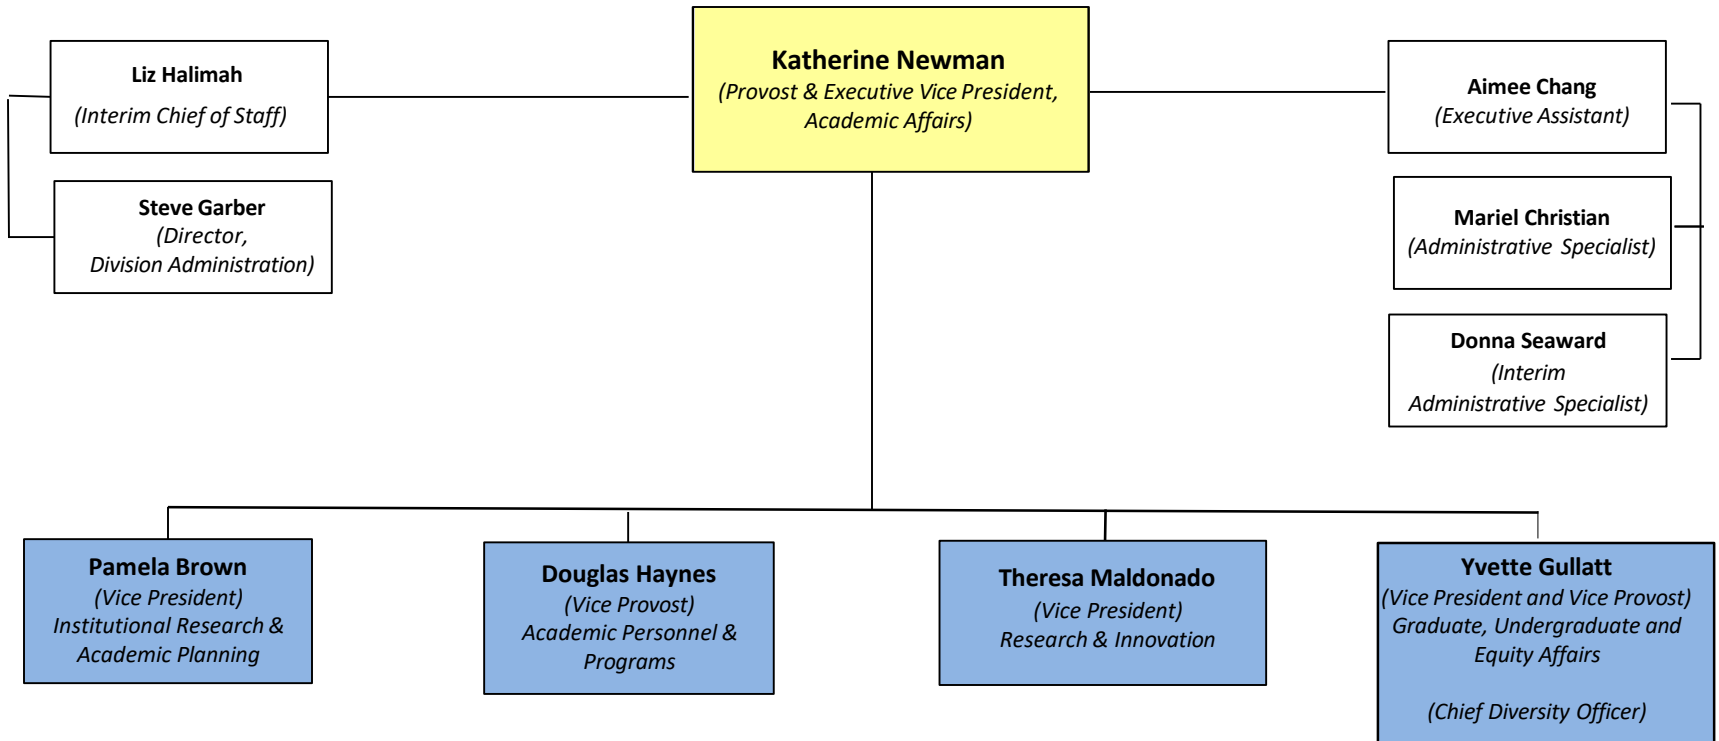 Liz Halimah
(Interim Chief of Staff)
Steve Garber
(Director,
Division Administration)
Katherine Newman
(Provost & Executive Vice President,
Academic Affairs)
Aimee Chang
(Executive Assistant)
Mariel Christian
(Administrative Specialist)
Donna Seaward
(Interim
Administrative Specialist)
Pamela Brown
(Vice President)
Institutional Research &
Academic Planning
Douglas Haynes
(Vice Provost)
Academic Personnel &
Programs
Theresa Maldonado
(Vice President)
Research & Innovation
Yvette Gullatt
(Vice President and Vice Provost)
Graduate, Undergraduate and
Equity Affairs
(Chief Diversity Officer)